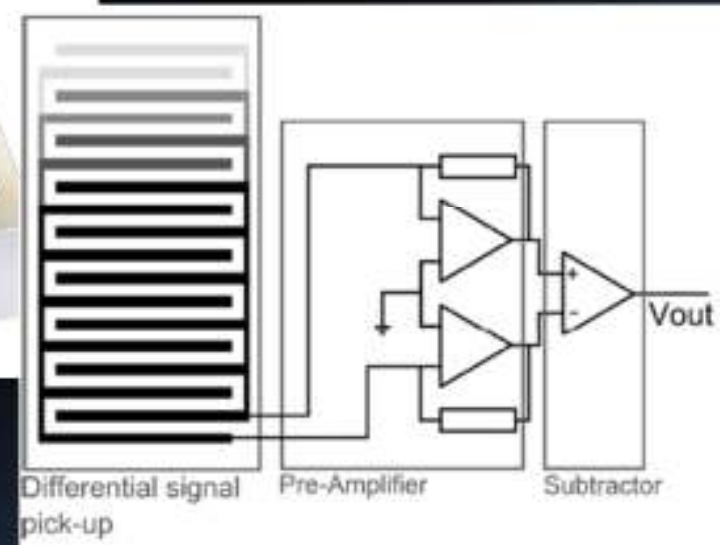 +
-
Vout
Differential signal
pick-up
Pre-Amplifier
Subtractor